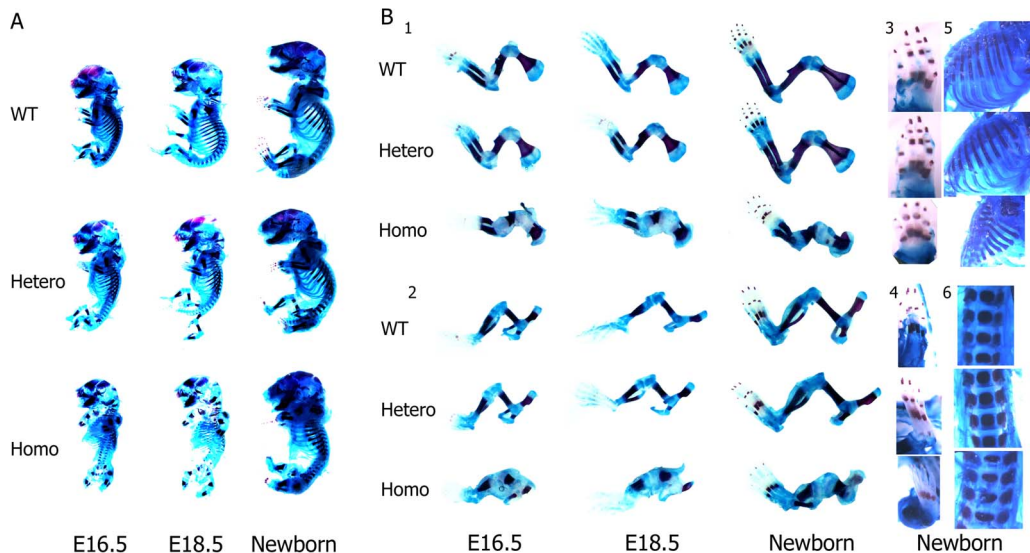 A
WT
Hetero
Homo
E16.5 E18.5 Newborn
B
1
WT
Hetero
Homo
2
WT
Hetero
Homo
E16.5 E18.5 Newborn
3 5
4 6
Newborn